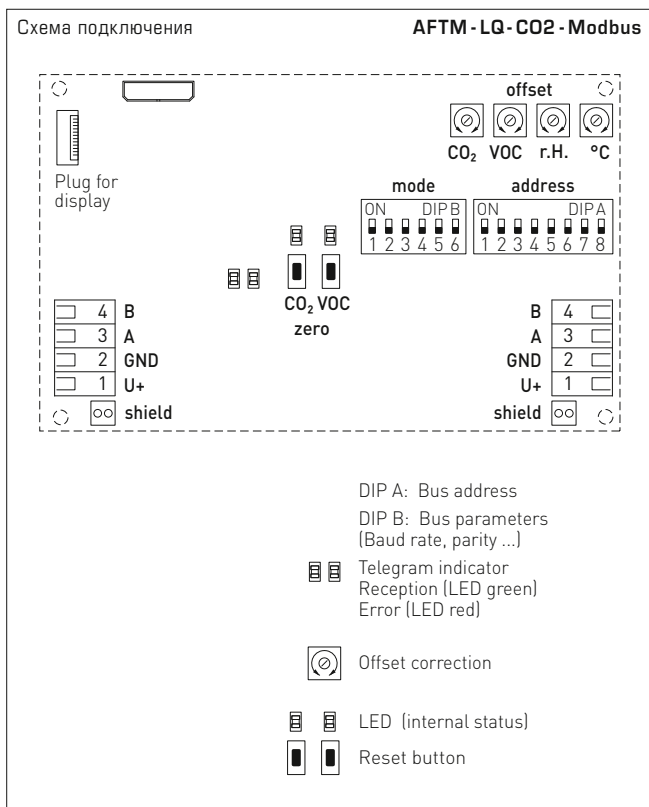 Схема подключения
AFTM-LQ-CO2-Modbus
offset
CO₂ VOC r.H. °C
Plug for
display
mode
address
ON DIP B
ON DIP A
1 2 3 4 5 6
1 2 3 4 5 6 7 8
CO₂ VOC
zero
4 B
3 A
2 GND
1 U+
shield
B 4
A 3
GND 2
U+ 1
shield
DIP A: Bus address
DIP B: Bus parameters
(Baud rate, parity ...)
Telegram indicator
Reception (LED green)
Error (LED red)
Offset correction
LED (internal status)
Reset button